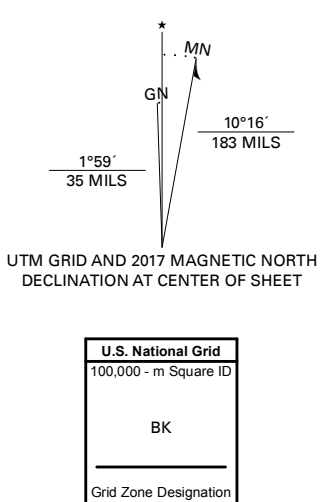 ★
MN
GN
10°16´
183 MILS
1°59´
35 MILS
UTM GRID AND 2017 MAGNETIC NORTH
DECLINATION AT CENTER OF SHEET
U.S. National Grid
100,000 - m Square ID
BK
Grid Zone Designation